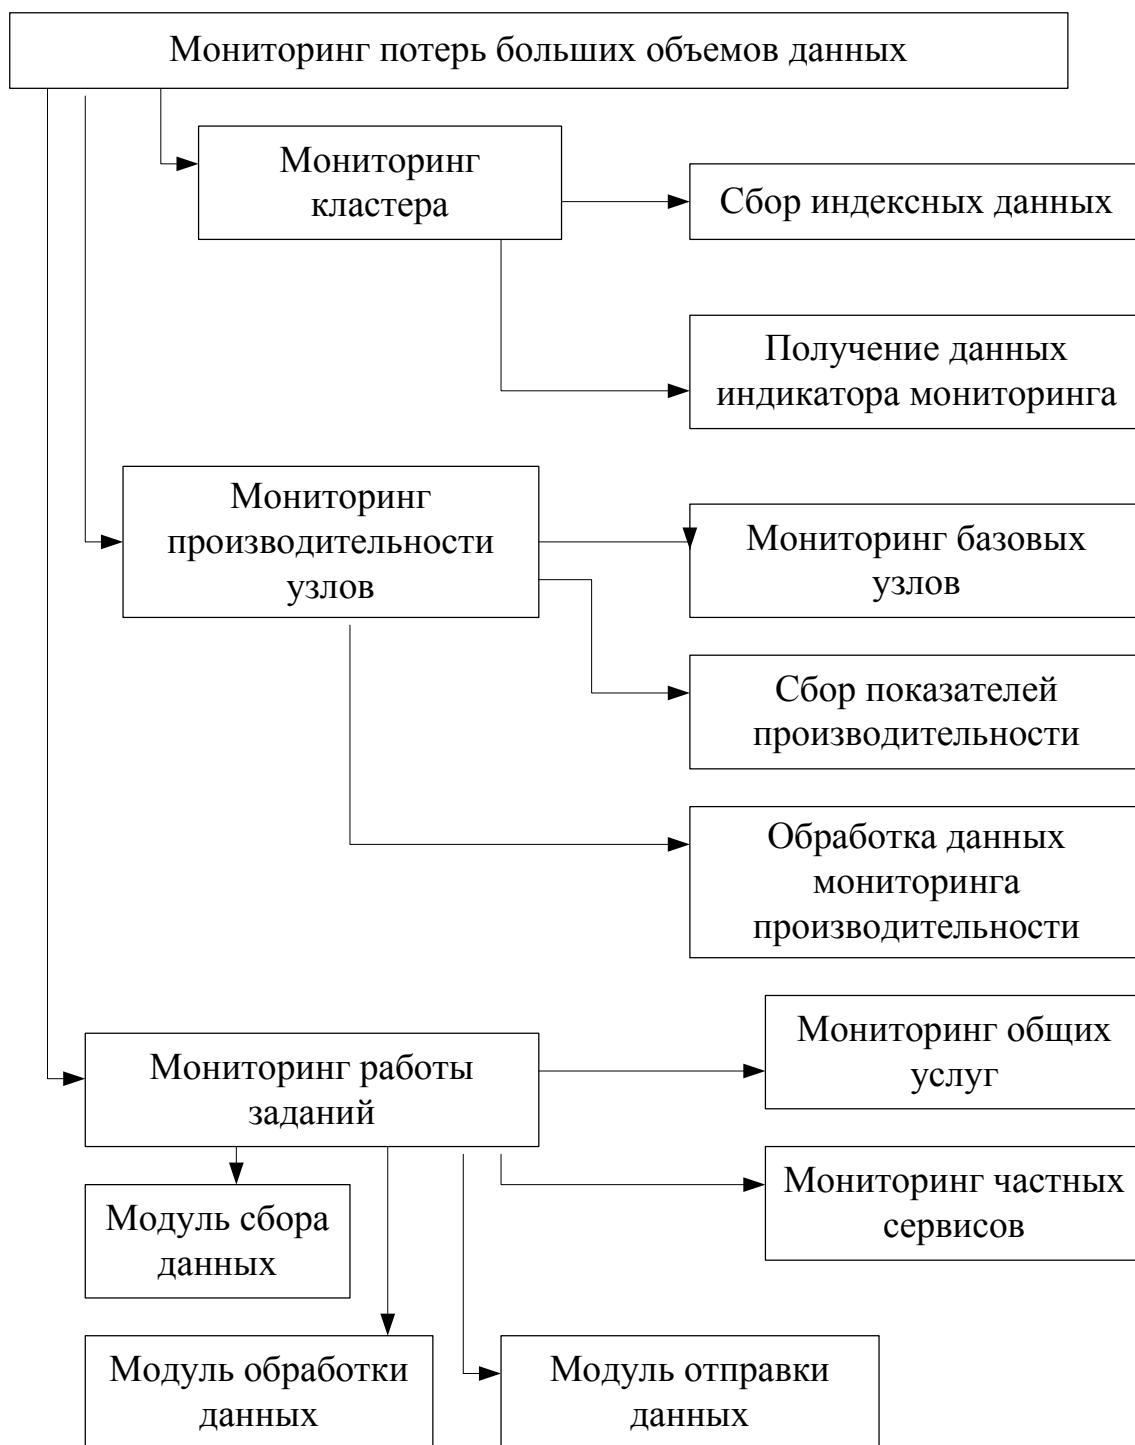 Мониторинг потерь больших объемов данных
Мониторинг
кластера
Сбор индексных данных
Получение данных
индикатора мониторинга
Мониторинг
производительности
узлов
Мониторинг базовых
узлов
Сбор показателей
производительности
Обработка данных
мониторинга
производительности
Мониторинг работы
заданий
Мониторинг общих
услуг
Мониторинг частных
сервисов
Модуль сбора
данных
Модуль обработки
данных
Модуль отправки
данных